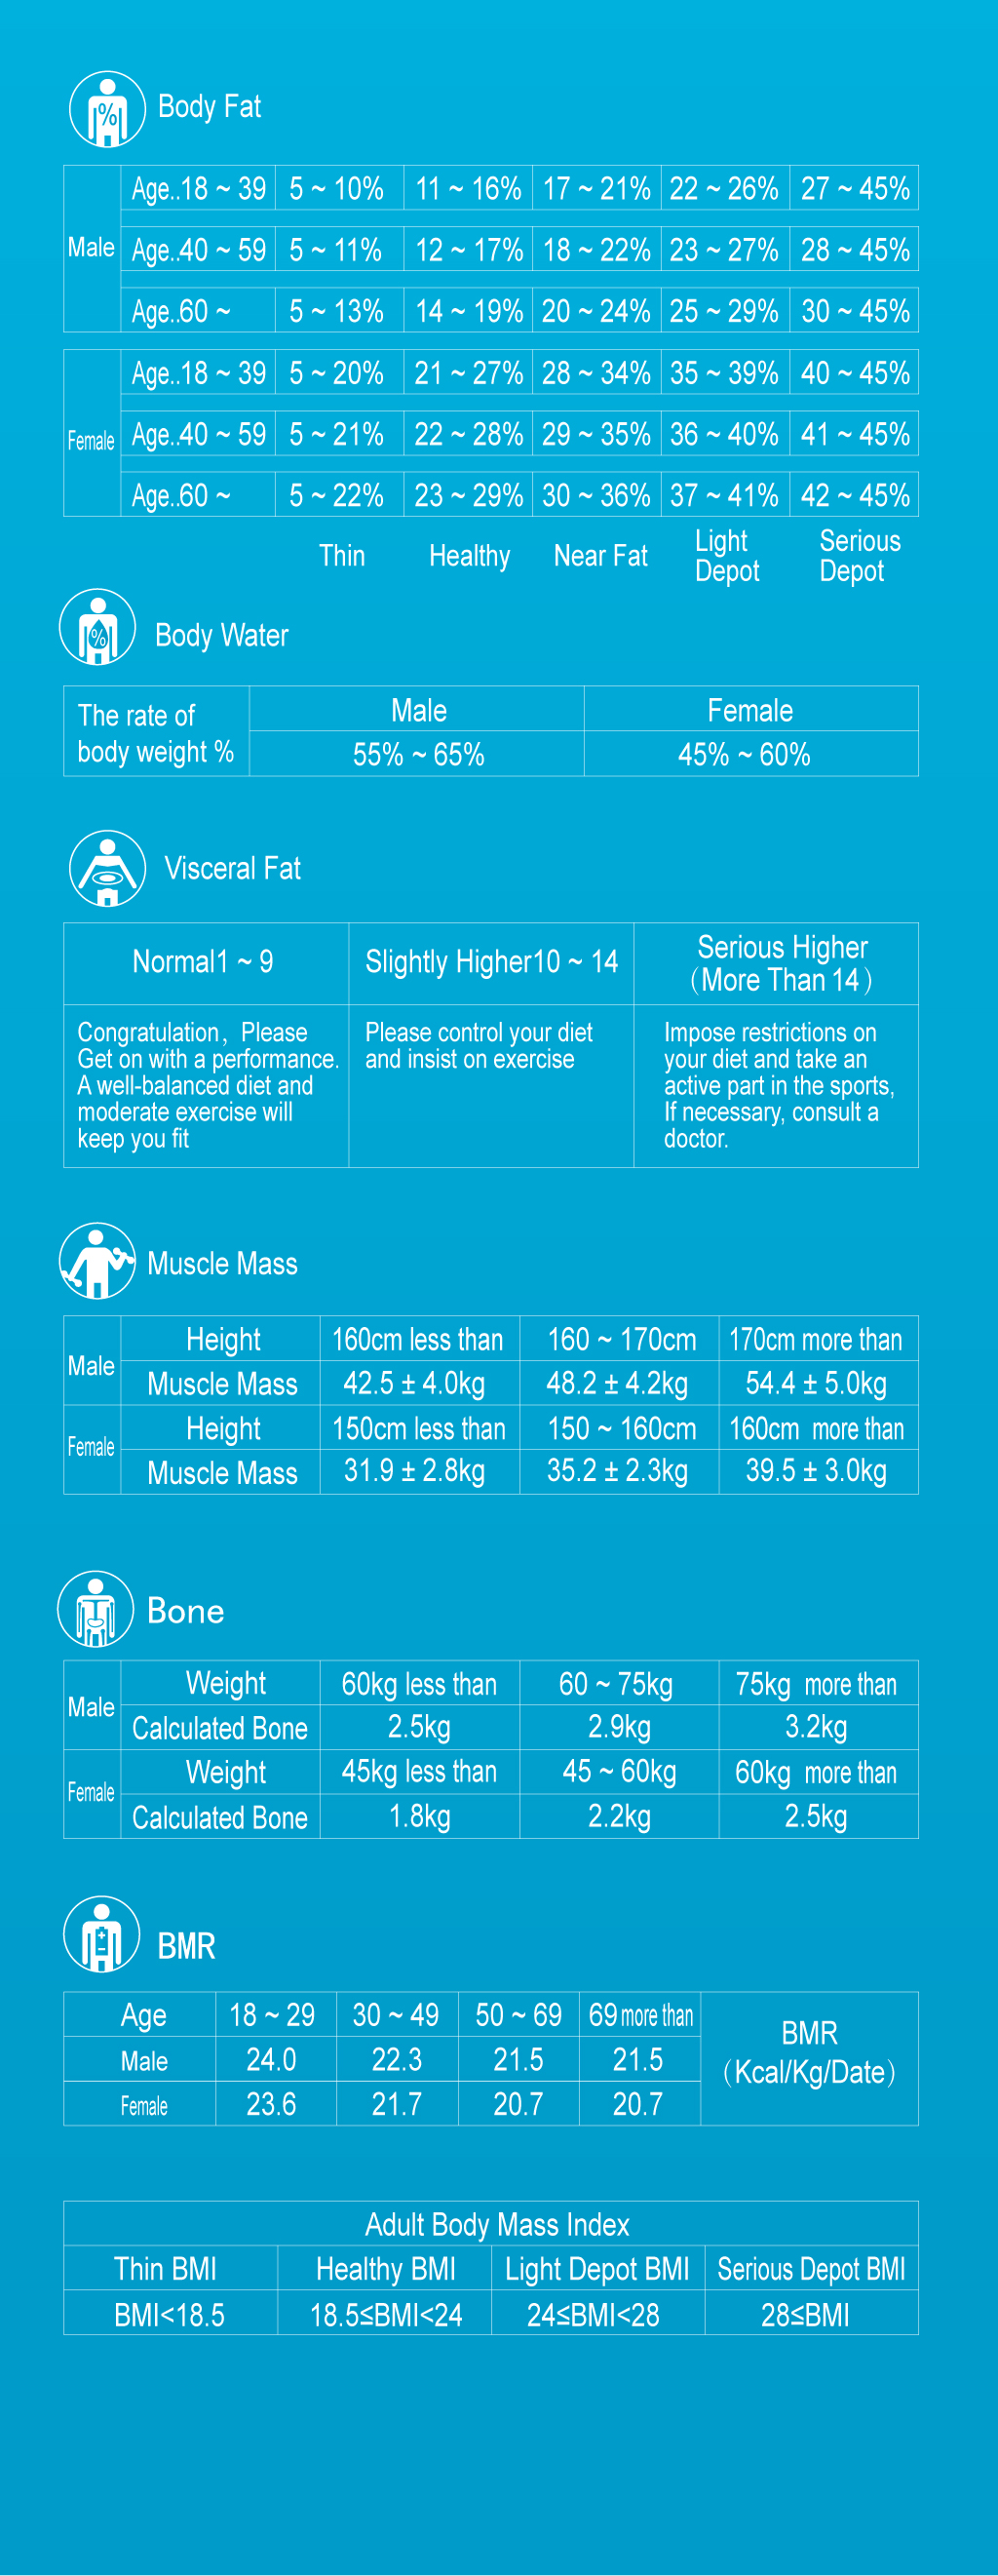 %
Body Fat
Male
Age..18 ~ 39 5 ~ 10% 11 ~ 16% 17 ~ 21% 22 ~ 26% 27 ~ 45%
Age..40 ~ 59 5 ~ 11% 12 ~ 17% 18 ~ 22% 23 ~ 27% 28 ~ 45%
Age..60 ~ 5 ~ 13% 14 ~ 19% 20 ~ 24% 25 ~ 29% 30 ~ 45%
Female
Age..18 ~ 39 5 ~ 20% 21 ~ 27% 28 ~ 34% 35 ~ 39% 40 ~ 45%
Age..40 ~ 59 5 ~ 21% 22 ~ 28% 29 ~ 35% 36 ~ 40% 41 ~ 45%
Age..60 ~ 5 ~ 22% 23 ~ 29% 30 ~ 36% 37 ~ 41% 42 ~ 45%
Thin Healthy Near Fat
Light
Depot
Serious
Depot
%
Body Water
The rate of
body weight %
Male Female
55% ~ 65% 45% ~ 60%
Visceral Fat
Normal1 ~ 9
Slightly Higher10 ~ 14
Serious Higher
（More Than 14）
Congratulation，Please
Get on with a performance.
A well-balanced diet and
moderate exercise will
keep you fit
Please control your diet
and insist on exercise
Impose restrictions on
your diet and take an
active part in the sports,
If necessary, consult a
doctor.
Muscle Mass
Male
Height 160cm less than 160 ~ 170cm 170cm more than
Muscle Mass 42.5 ± 4.0kg 48.2 ± 4.2kg 54.4 ± 5.0kg
Female
Height 150cm less than 150 ~ 160cm 160cm more than
Muscle Mass 31.9 ± 2.8kg 35.2 ± 2.3kg 39.5 ± 3.0kg
Bone
Male
Weight 60kg less than 60 ~ 75kg 75kg more than
Calculated Bone 2.5kg 2.9kg 3.2kg
Female
Weight 45kg less than 45 ~ 60kg 60kg more than
Calculated Bone 1.8kg 2.2kg 2.5kg
BMR
Age 18 ~ 29 30 ~ 49 50 ~ 69 69 more than
Male 24.0 22.3 21.5 21.5
Female 23.6 21.7 20.7 20.7
BMR
（Kcal/Kg/Date）
Adult Body Mass Index
Thin BMI Healthy BMI Light Depot BMI Serious Depot BMI
BMI<18.5 18.5≤BMI<24 24≤BMI<28 28≤BMI